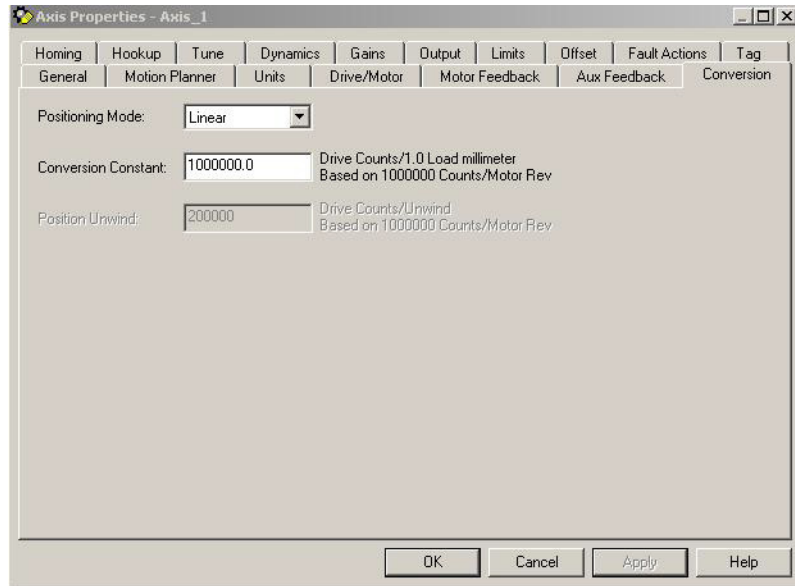 Axis Properties - Axis_1
Homing Hookup Tune Dynamics Gains Output Limits Offset Fault Actions Tag
General Motion Planner Units Drive/Motor Motor Feedback Aux Feedback Conversion
Positioning Mode: Linear
Conversion Constant: 1000000.0 Drive Counts/1.0 Load millimeter
Based on 1000000 Counts/Motor Rev
Position Unwind: 200000 Drive Counts/Unwind
Based on 1000000 Counts/Motor Rev
OK Cancel Apply Help